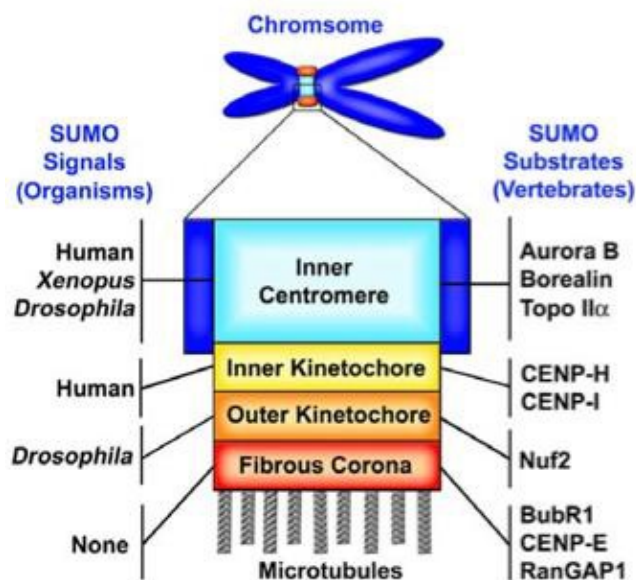 Chromsome
SUMO
Signals
(Organisms)
SUMO
Substrates
(Vertebrates)
Human
Xenopus
Drosophila
Inner
Centromere
Aurora B
Borealin
Topo IIα
Human
Inner Kinetochore
CENP-H
CENP-I
Drosophila
Outer Kinetochore
Nuf2
None
Fibrous Corona
BubR1
CENP-E
RanGAP1
Microtubules